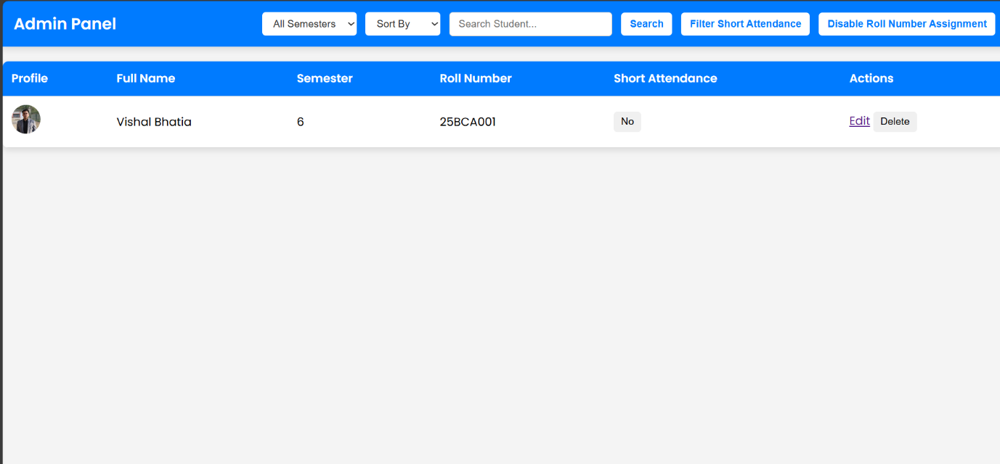 Admin Panel All Semesters Sort By Search Student... Search Filter Short Attendance Disable Roll Number Assignment
Profile Full Name Semester Roll Number Short Attendance Actions
Vishal Bhatia 6 25BCA001 No Edit Delete